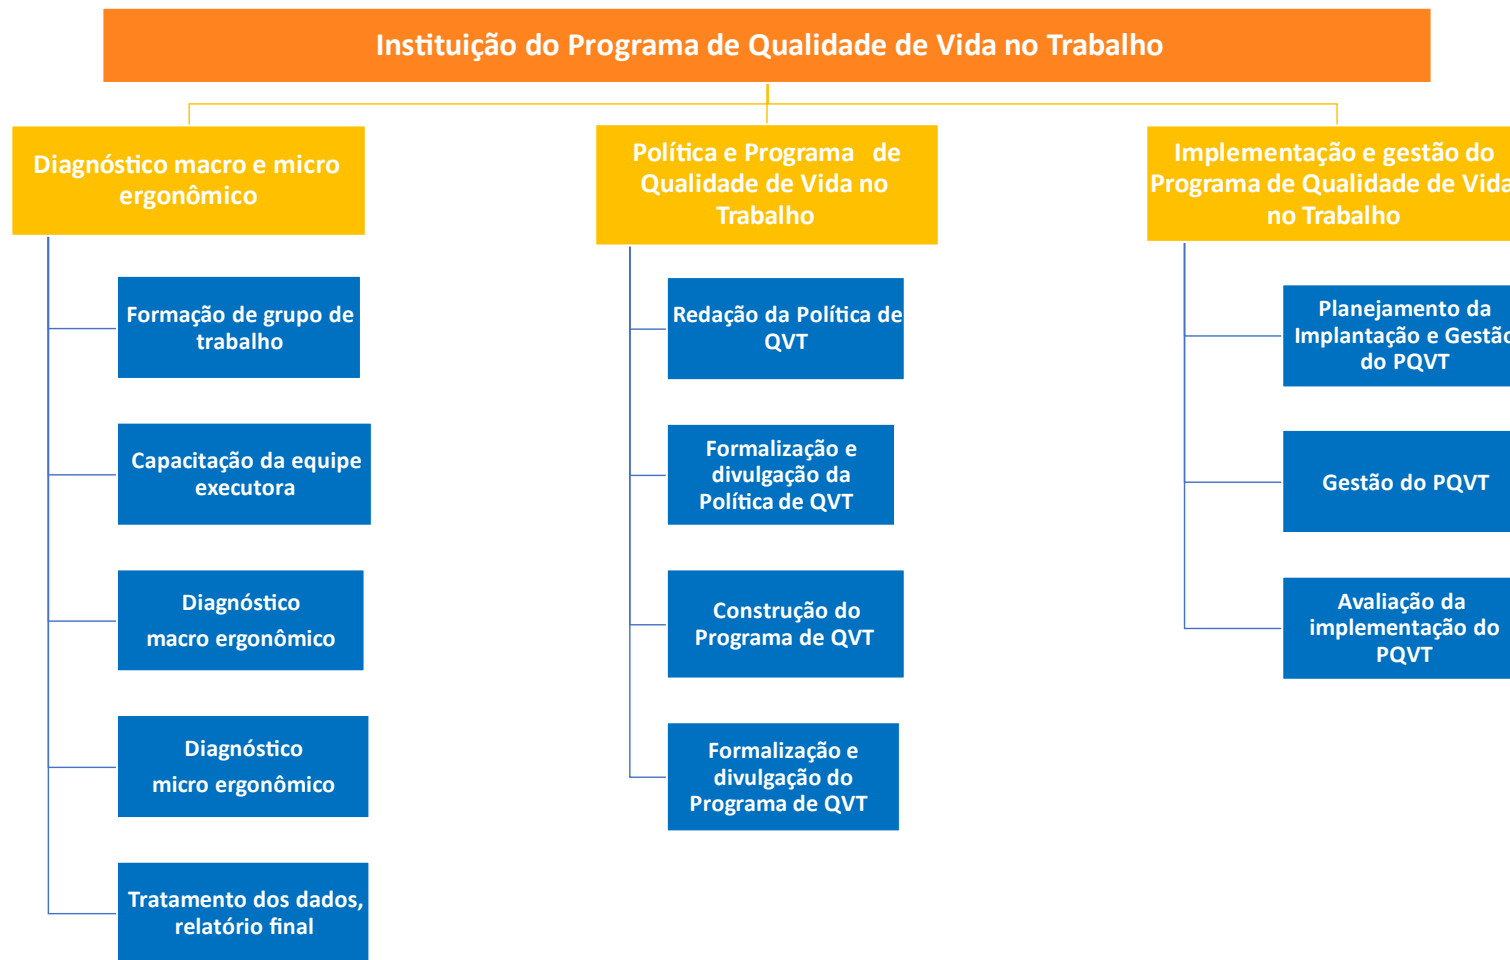 Instituição do Programa de Qualidade de Vida no Trabalho
Diagnóstico macro e micro
ergonômico
Formação de grupo de
trabalho
Capacitação da equipe
executora
Diagnóstico
macro ergonômico
Diagnóstico
micro ergonômico
Tratamento dos dados,
relatório final
Política e Programa de
Qualidade de Vida no
Trabalho
Redação da Política de
QVT
Formalização e
divulgação da
Política de QVT
Construção do
Programa de QVT
Formalização e
divulgação do
Programa de QVT
Implementação e gestão do
Programa de Qualidade de Vida
no Trabalho
Planejamento da
Implantação e Gestão
do PQVT
Gestão do PQVT
Avaliação da
implementação do
PQVT